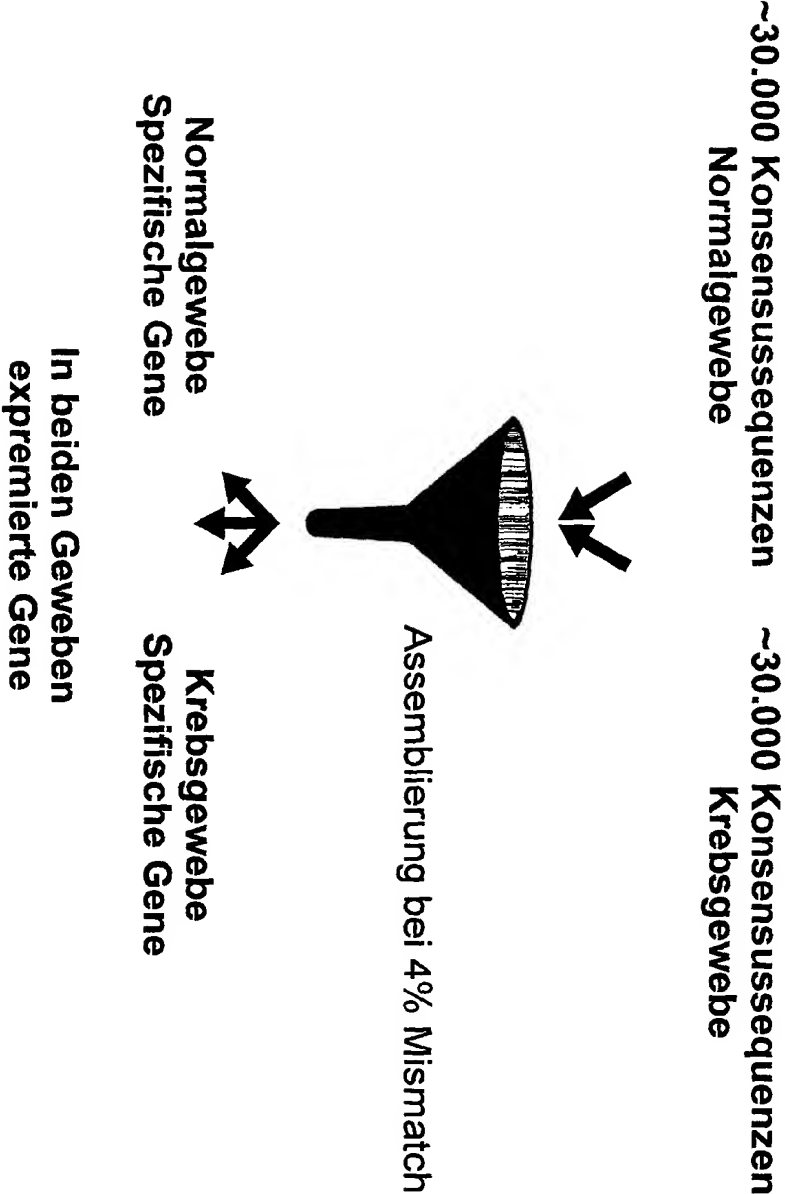 ~30.000 Konsensussequenzen
Normalgewebe
~30.000 Konsensussequenzen
Krebsgewebe
Assemblierung bei 4% Mismatch
Normalgewebe
Spezifische Gene
Krebsgewebe
Spezifische Gene
In beiden Geweben
expremierte Gene